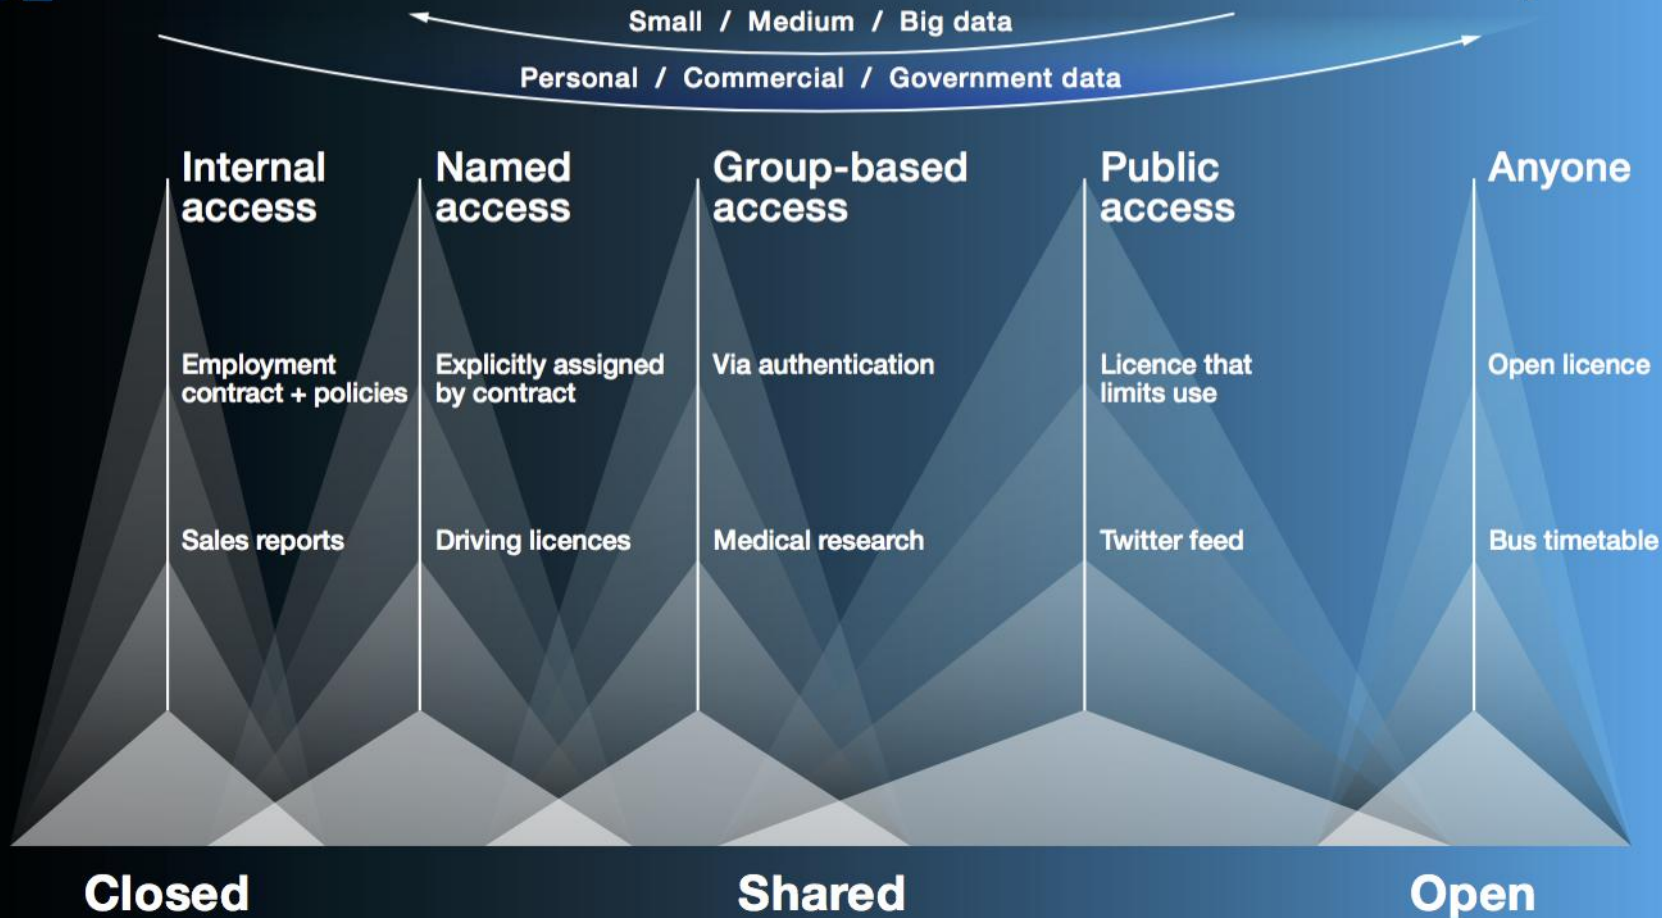 Small / Medium / Big data
Personal / Commercial / Government data
Internal
access
Named
access
Group-based
access
Public
access
Anyone
Employment
contract + policies
Explicitly assigned
by contract
Via authentication
Licence that
limits use
Open licence
Sales reports
Driving licences
Medical research
Twitter feed
Bus timetable
Closed
Shared
Open